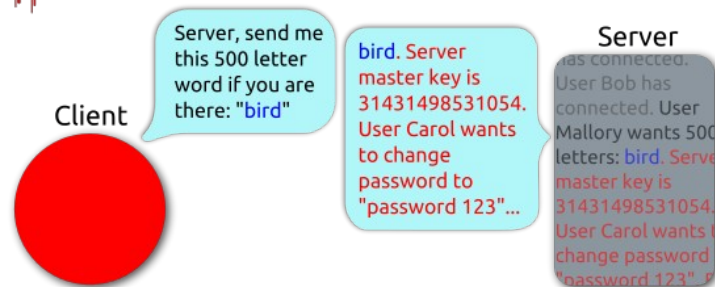 Client
Server, send me
this 500 letter
word if you are
there: "bird"
bird. Server
master key is
31431498531054.
User Carol wants
to change
password to
"password 123"...
Server
has connected.
User Bob has
connected. User
Mallory wants 500
letters: bird. Serve
master key is
31431498531054.
User Carol wants t
change password
"password 123".